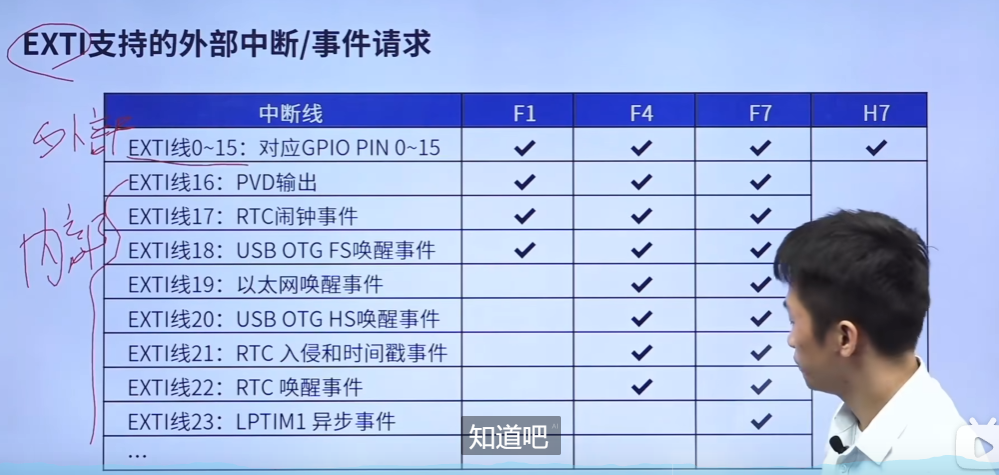 EXTI支持的外部中断/事件请求
中断线 F1 F4 F7 H7
外部
EXTI线0~15：对应GPIO PIN 0~15 ✓ ✓ ✓ ✓
EXTI线16：PVD输出 ✓ ✓ ✓
EXTI线17：RTC闹钟事件 ✓ ✓ ✓
内部
EXTI线18：USB OTG FS唤醒事件 ✓ ✓ ✓
EXTI线19：以太网唤醒事件 ✓ ✓
EXTI线20：USB OTG HS唤醒事件 ✓ ✓
EXTI线21：RTC 入侵和时间戳事件 ✓ ✓
EXTI线22：RTC 唤醒事件 ✓ ✓
EXTI线23：LPTIM1 异步事件 ✓
...
知道吧
AI